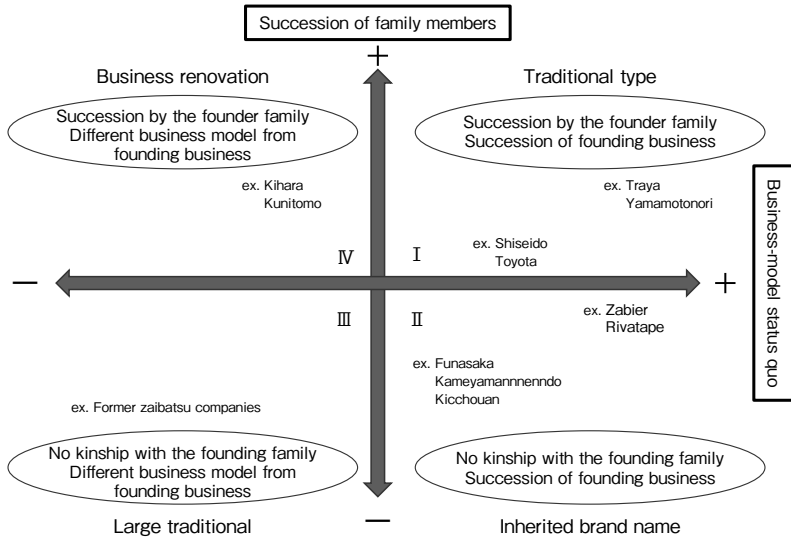 Succession of family members
+
Business renovation
Traditional type
Succession by the founder family
Different business model from
founding business
Succession by the founder family
Succession of founding business
ex. Kihara
Kunitomo
ex. Traya
Yamamotonori
Business-model status quo
ex. Shiseido
Toyota
Ⅳ
Ⅰ
−
+
Ⅲ
Ⅱ
ex. Zabier
Rivatape
ex. Funasaka
Kameyamannnenndo
Kicchouan
ex. Former zaibatsu companies
No kinship with the founding family
Different business model from
founding business
No kinship with the founding family
Succession of founding business
Large traditional
−
Inherited brand name